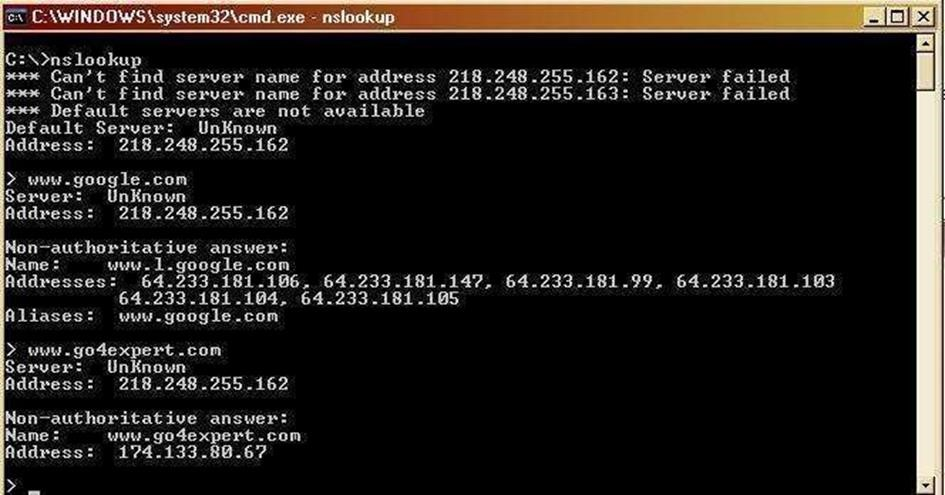 C:\WINDOWS\system32\cmd.exe - nslookup
C:\>nslookup
*** Can't find server name for address 218.248.255.162: Server failed
*** Can't find server name for address 218.248.255.163: Server failed
*** Default servers are not available
Default Server:  UnKnown
Address:  218.248.255.162
> www.google.com
Server:  UnKnown
Address:  218.248.255.162
Non-authoritative answer:
Name:    www.l.google.com
Addresses:  64.233.181.106, 64.233.181.147, 64.233.181.99, 64.233.181.103
64.233.181.104, 64.233.181.105
Aliases:  www.google.com
> www.go4expert.com
Server:  UnKnown
Address:  218.248.255.162
Non-authoritative answer:
Name:    www.go4expert.com
Address:  174.133.80.67
> _